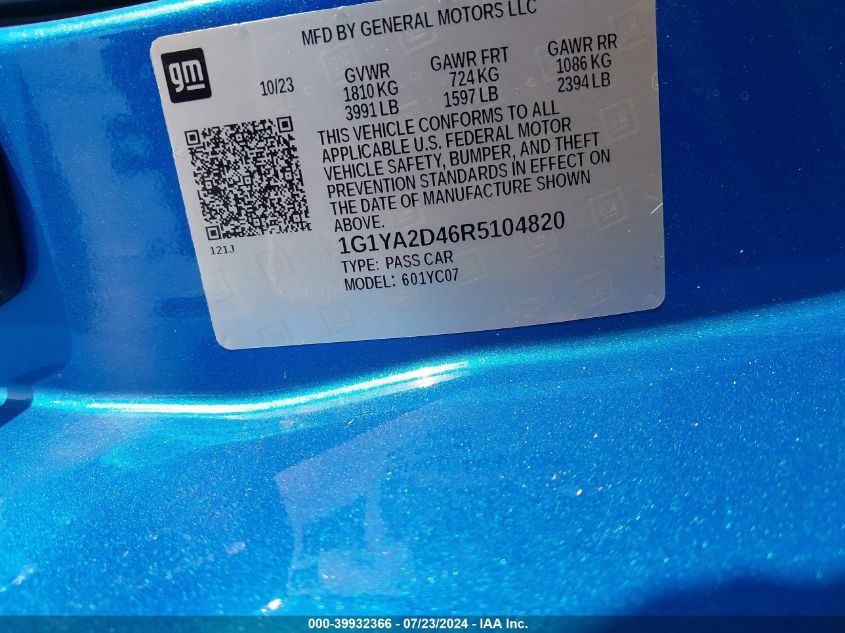 MFD BY GENERAL MOTORS LLC
gm
10/23
GVWR
1810 KG
3991 LB
GAWR FRT
724 KG
1597 LB
GAWR RR
1086 KG
2394 LB
THIS VEHICLE CONFORMS TO ALL
APPLICABLE U.S. FEDERAL MOTOR
VEHICLE SAFETY, BUMPER, AND THEFT
PREVENTION STANDARDS IN EFFECT ON
THE DATE OF MANUFACTURE SHOWN
ABOVE.
121J
1G1YA2D46R5104820
TYPE: PASS CAR
MODEL: 601YC07
000-39932366 - 07/23/2024 - IAA Inc.